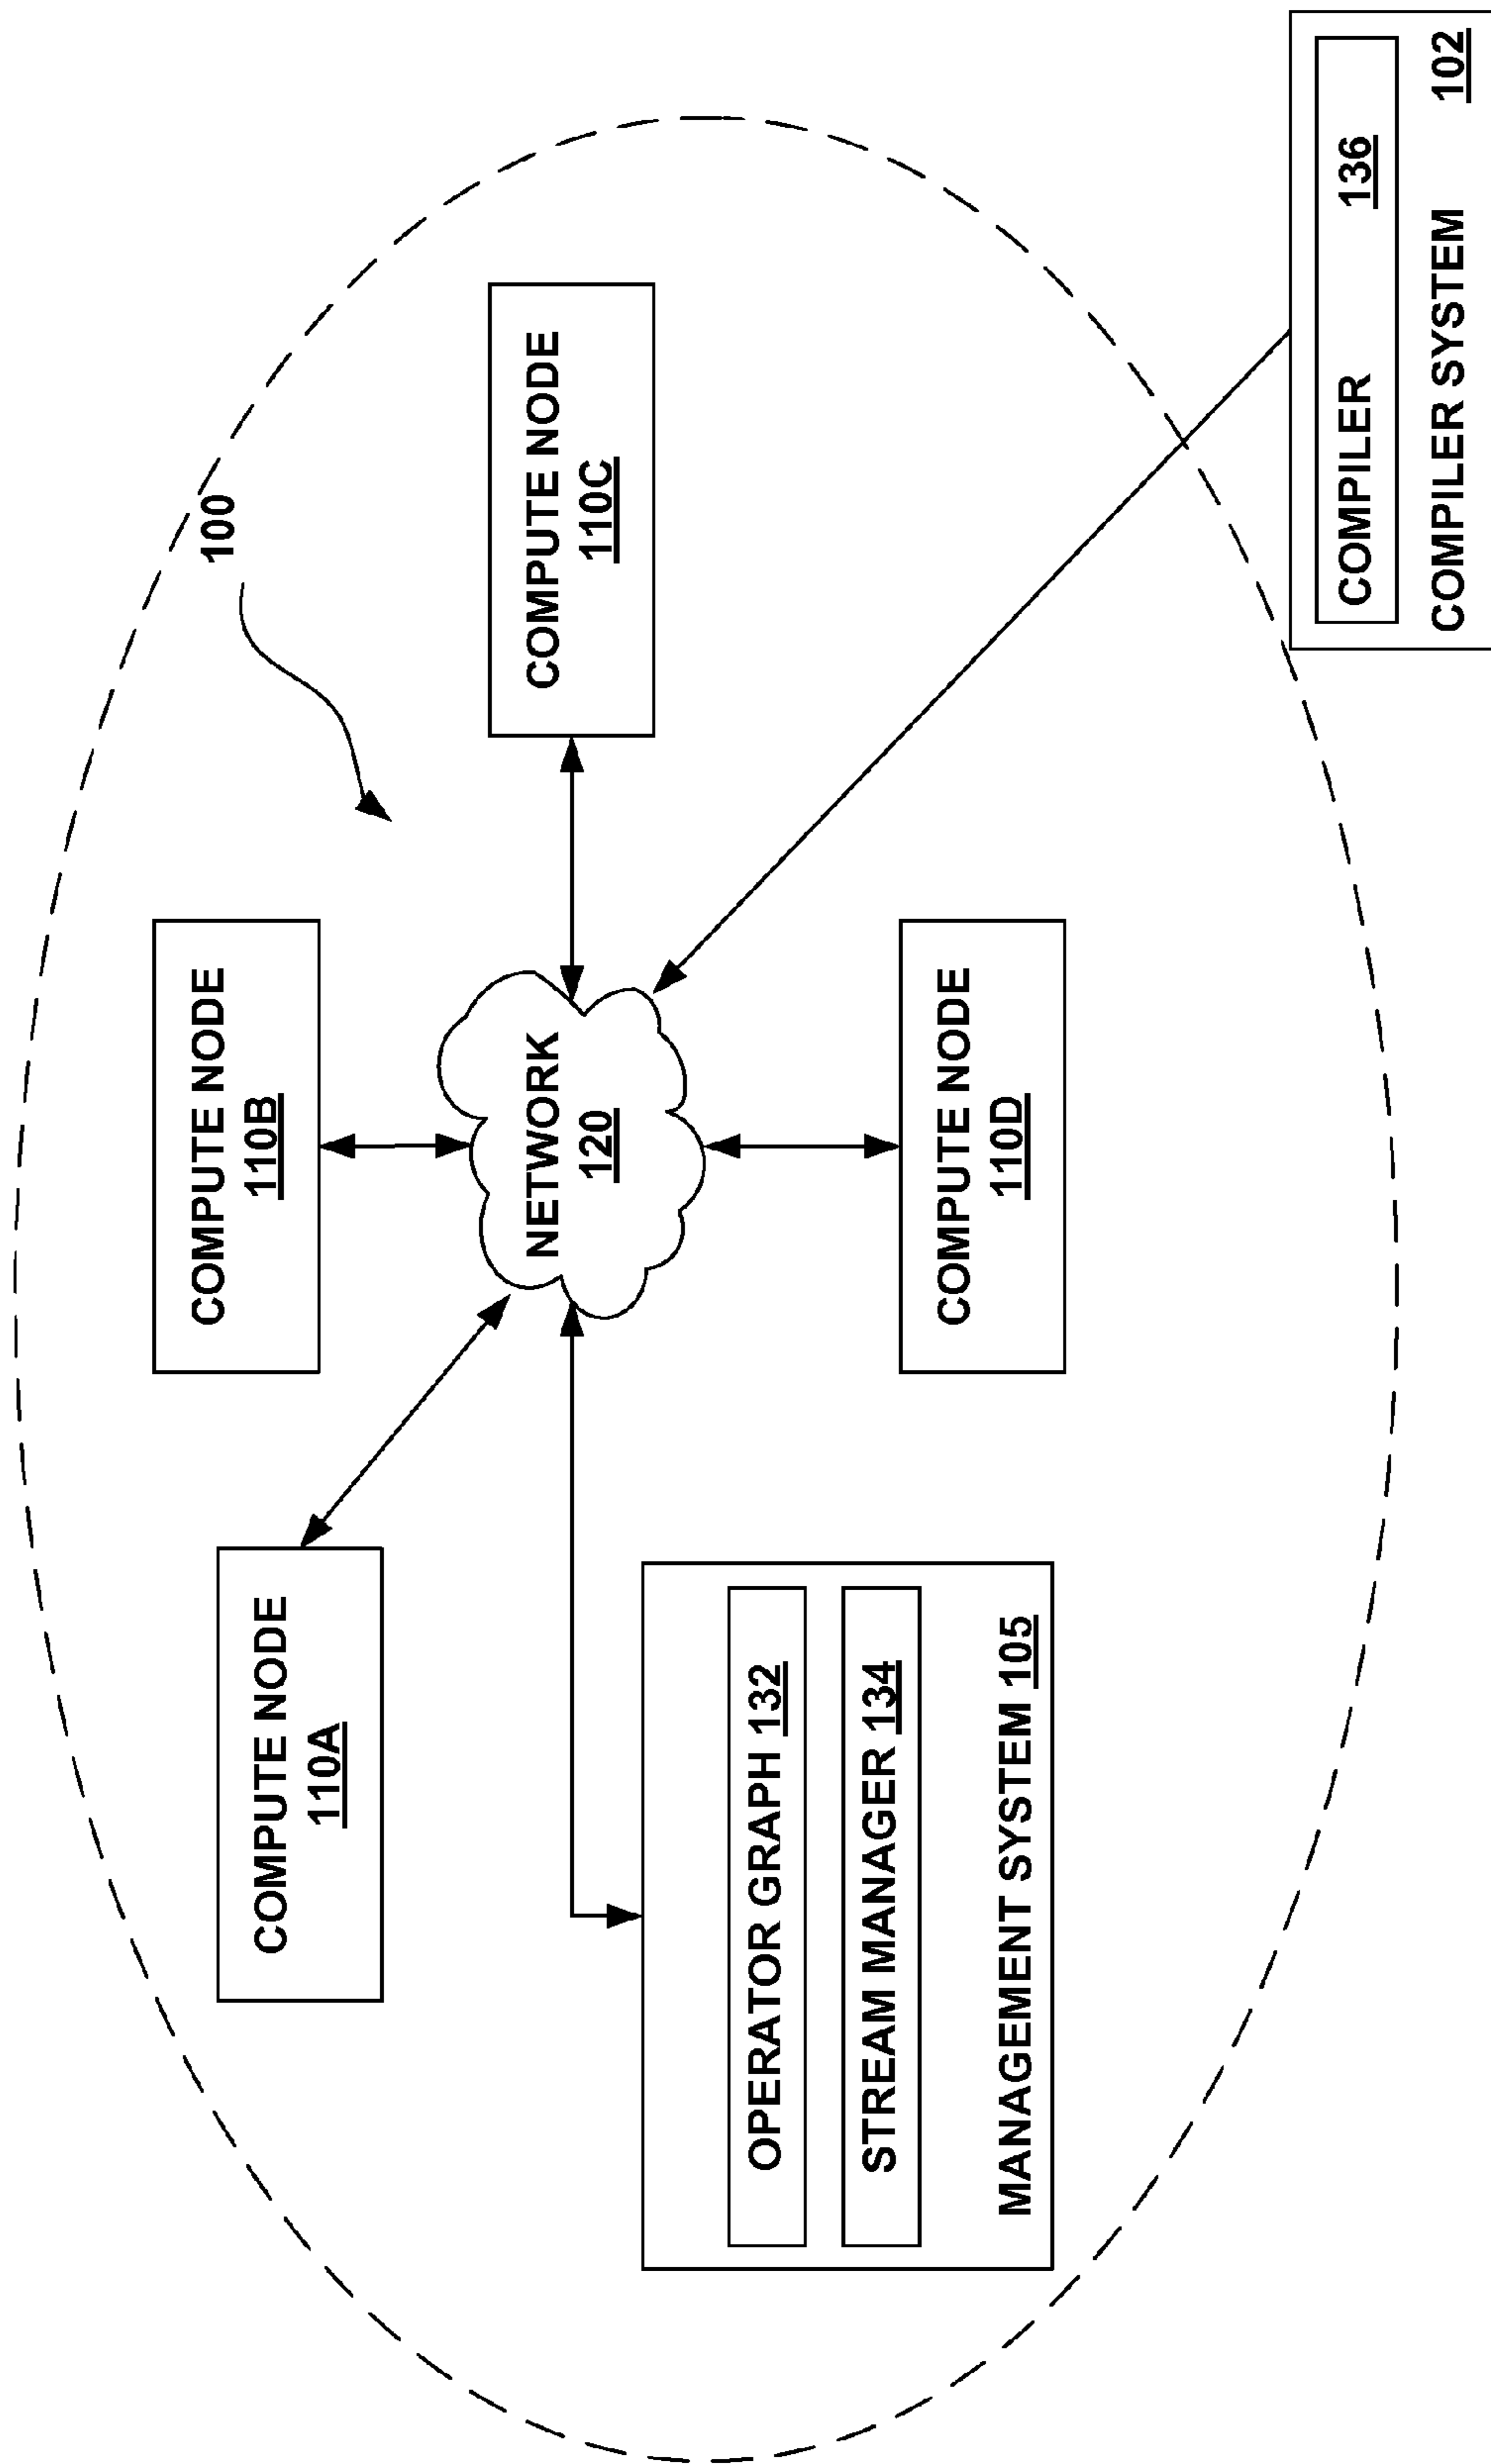 100
COMPUTE NODE
110A
COMPUTE NODE
110B
COMPUTE NODE
110C
NETWORK
120
COMPUTE NODE
110D
OPERATOR GRAPH 132
STREAM MANAGER 134
MANAGEMENT SYSTEM 105
COMPILER 136
COMPILER SYSTEM 102